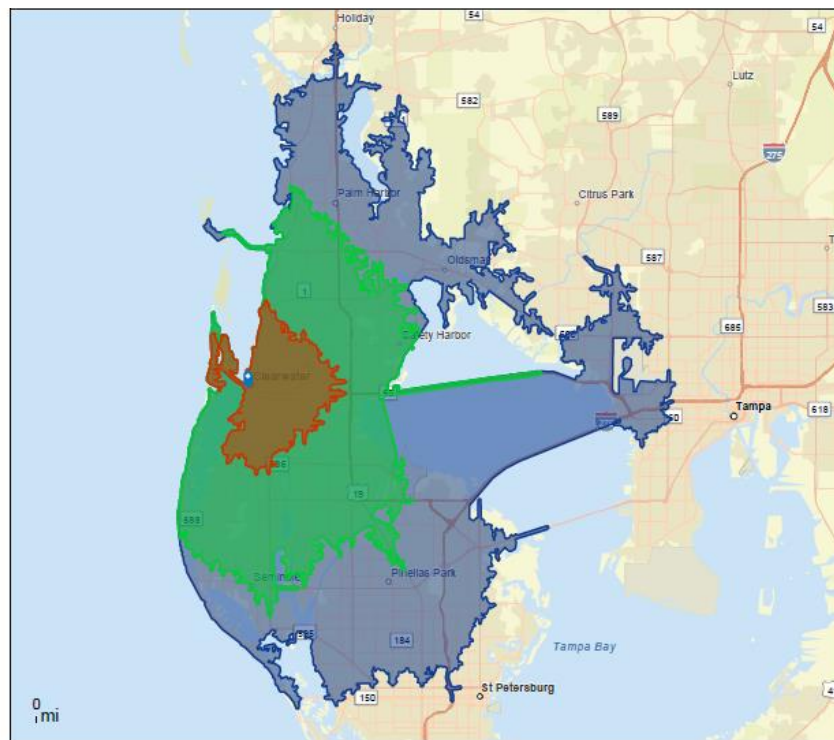 54
Holiday
54
Lutz
582
589
275
Palm Harbor
Citrus Park
Oldsmar
587
1
583
Safety Harbor
685
Clearwater
60
Tampa
618
19
Seminole
Pinellas Park
184
Tampa Bay
St Petersburg
150
0
mi